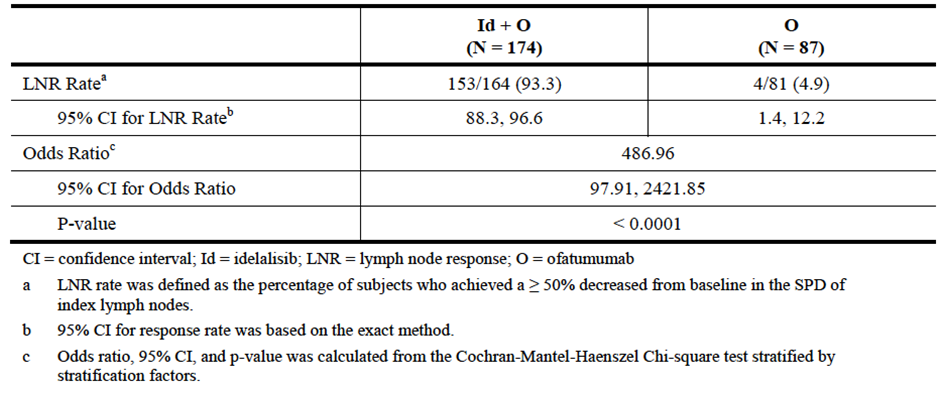 Id + O O
(N = 174) (N = 87)
LNR Rate^a 153/164 (93.3) 4/81 (4.9)
95% CI for LNR Rate^b 88.3, 96.6 1.4, 12.2
Odds Ratio^c 486.96
95% CI for Odds Ratio 97.91, 2421.85
P-value < 0.0001
CI = confidence interval; Id = idelalisib; LNR = lymph node response; O = ofatumumab
a LNR rate was defined as the percentage of subjects who achieved a ≥ 50% decreased from baseline in the SPD of
index lymph nodes.
b 95% CI for response rate was based on the exact method.
c Odds ratio, 95% CI, and p-value was calculated from the Cochran-Mantel-Haenszel Chi-square test stratified by
stratification factors.